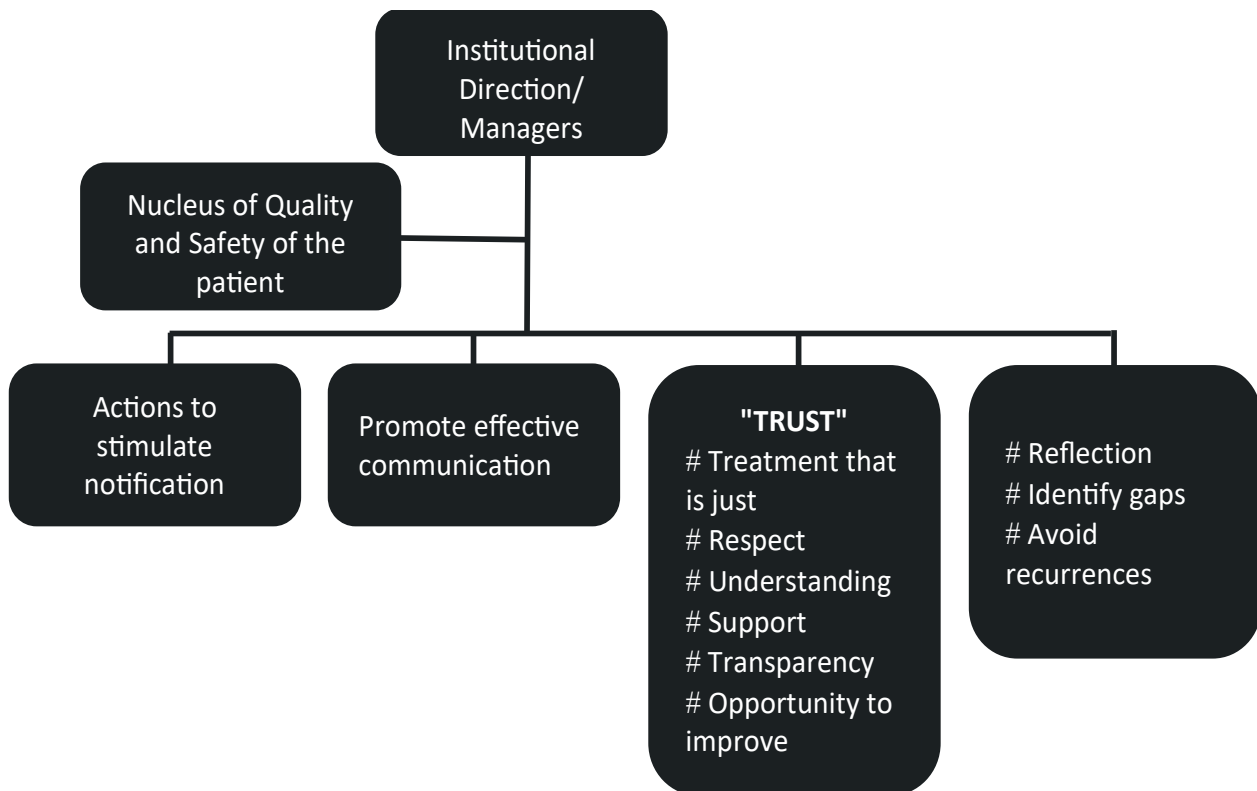 Institutional
Direction/
Managers
Nucleus of Quality
and Safety of the
patient
Actions to
stimulate
notification
Promote effective
communication
"TRUST"
# Treatment that
is just
# Respect
# Understanding
# Support
# Transparency
# Opportunity to
improve
# Reflection
# Identify gaps
# Avoid
recurrences